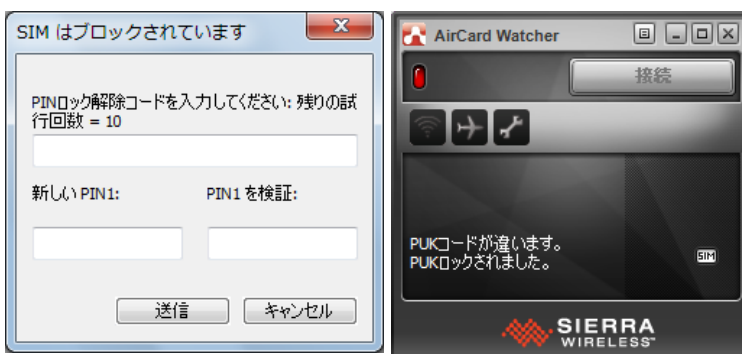 SIM はブロックされています
PINロック解除コードを入力してください: 残りの試
行回数 = 10
新しい PIN1:
PIN1 を検証:
送信
キャンセル
AirCard Watcher
接続
PUKコードが違います。
PUKロックされました。
SIM
SIERRA
WIRELESS